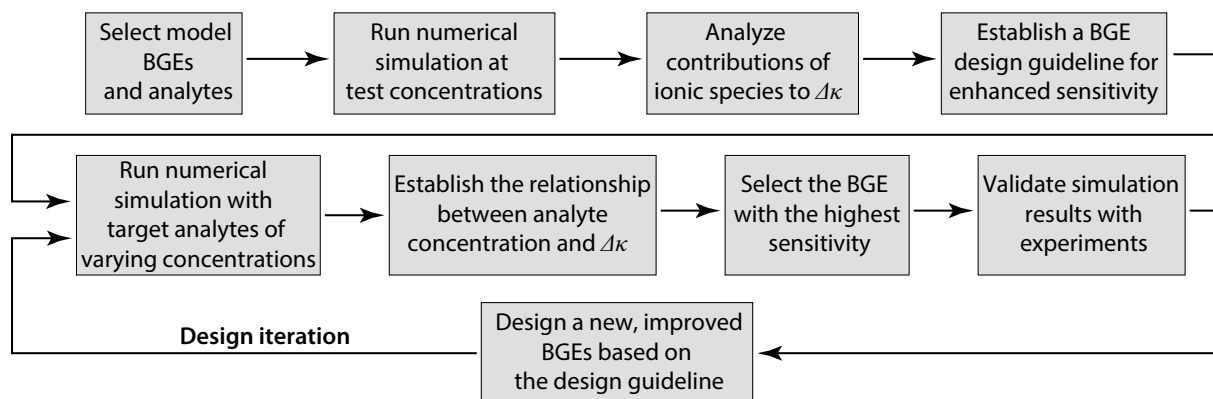 Select model
BGEs
and analytes
Run numerical
simulation at
test concentrations
Analyze
contributions of
ionic species to Δκ
Establish a BGE
design guideline for
enhanced sensitivity
Run numerical
simulation with
target analytes of
varying concentrations
Establish the relationship
between analyte
concentration and Δκ
Select the BGE
with the highest
sensitivity
Validate simulation
results with
experiments
Design iteration
Design a new, improved
BGEs based on
the design guideline